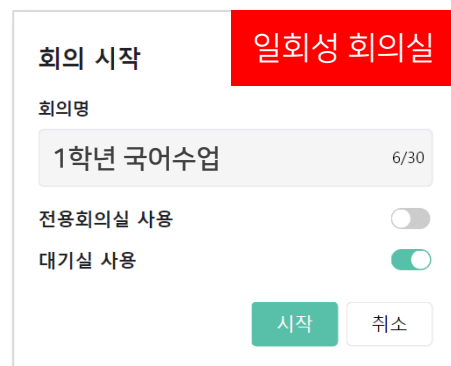 회의 시작
일회성 회의실
회의명
1학년 국어수업
6/30
전용회의실 사용
대기실 사용
시작
취소